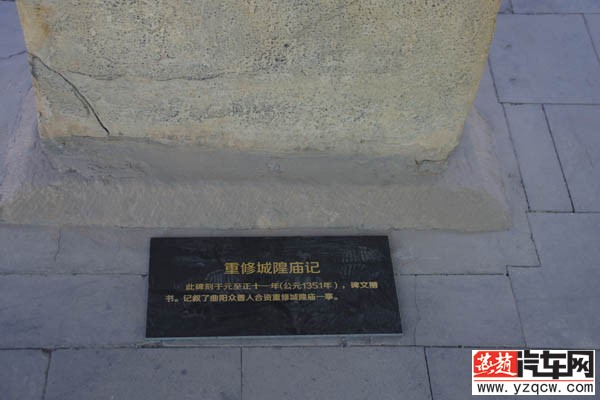 重修城隍庙记
此碑刻于元至正十一年(公元1351年），碑文楷
书。记叙了曲阳众善人合资重修城隍庙一事。
燕赵汽车网
www.yzqcw.com